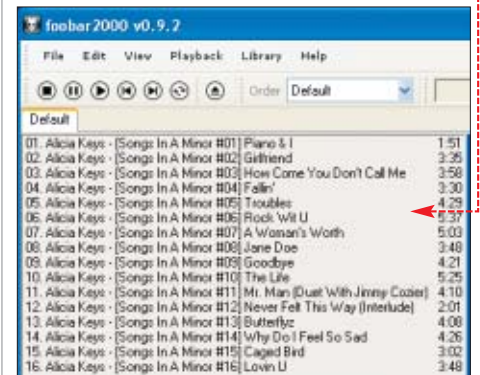 foobar2000 v0.9.2
File Edit View Playback Library Help
Order Default
Default
01. Alicia Keys - [Songs In A Minor #01] Piano & I 1:51
02. Alicia Keys - [Songs In A Minor #02] Girlfriend 3:35
03. Alicia Keys - [Songs In A Minor #03] How Come You Don't Call Me 3:58
04. Alicia Keys - [Songs In A Minor #04] Fallin' 3:30
05. Alicia Keys - [Songs In A Minor #05] Troubles 4:29
06. Alicia Keys - [Songs In A Minor #06] Rock Wit U 5:37
07. Alicia Keys - [Songs In A Minor #07] A Woman's Worth 5:03
08. Alicia Keys - [Songs In A Minor #08] Jane Doe 3:48
09. Alicia Keys - [Songs In A Minor #09] Goodbye 4:21
10. Alicia Keys - [Songs In A Minor #10] The Life 5:25
11. Alicia Keys - [Songs In A Minor #11] Mr. Man (Duet With Jimmy Cozier) 4:10
12. Alicia Keys - [Songs In A Minor #12] Never Felt This Way (Interlude) 2:01
13. Alicia Keys - [Songs In A Minor #13] Butterflyz 4:08
14. Alicia Keys - [Songs In A Minor #14] Why Do I Feel So Sad 4:26
15. Alicia Keys - [Songs In A Minor #15] Caged Bird 3:02
16. Alicia Keys - [Songs In A Minor #16] Lovin U 3:48